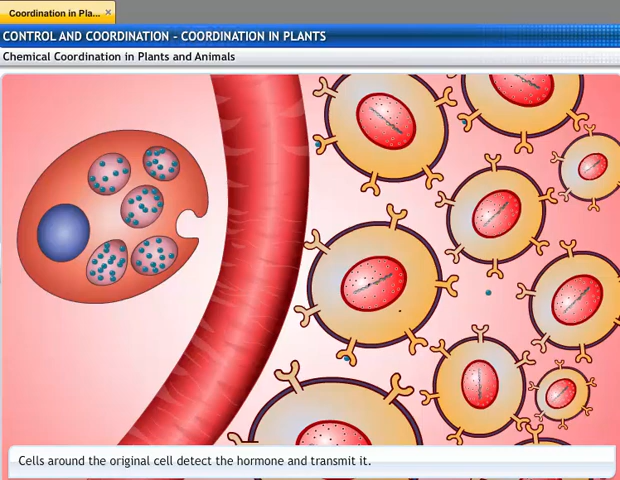 Coordination in Pla...
CONTROL AND COORDINATION - COORDINATION IN PLANTS
Chemical Coordination in Plants and Animals
Cells around the original cell detect the hormone and transmit it.